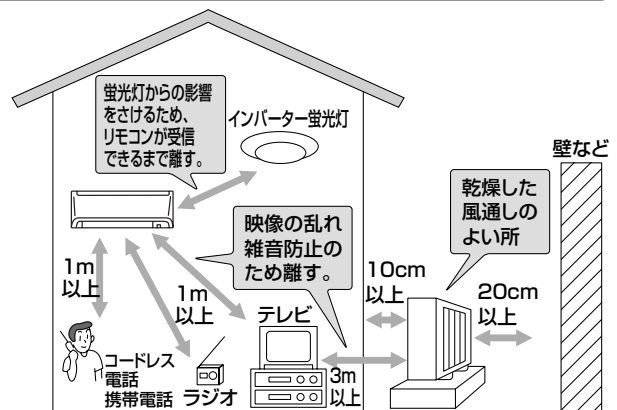 蛍光灯からの影響
をさけるため、
リモコンが受信
できるまで離す。
インバーター蛍光灯
壁など
乾燥した
風通しの
よい所
映像の乱れ
雑音防止の
ため離す。
1m
以上
1m
以上
10cm
以上
20cm
以上
テレビ
3m
以上
コードレス
電話
携帯電話
ラジオ